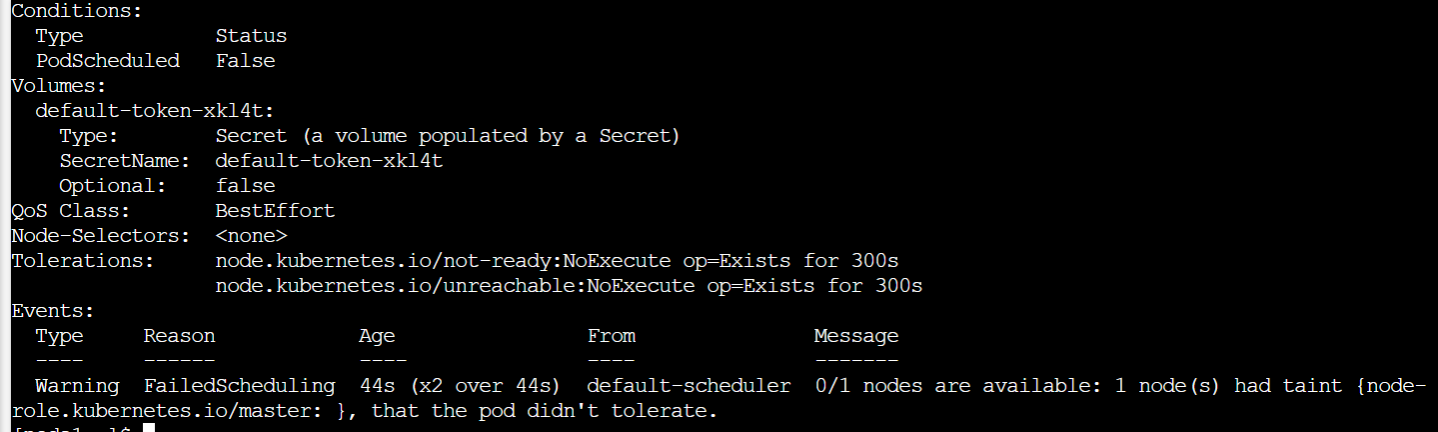 Conditions:
Type Status
PodScheduled False
Volumes:
default-token-xkl4t:
Type: Secret (a volume populated by a Secret)
SecretName: default-token-xkl4t
Optional: false
QoS Class: BestEffort
Node-Selectors: <none>
Tolerations: node.kubernetes.io/not-ready:NoExecute op=Exists for 300s
node.kubernetes.io/unreachable:NoExecute op=Exists for 300s
Events:
Type Reason Age From Message
---- ------ ---- ---- -------
Warning FailedScheduling 44s (x2 over 44s) default-scheduler 0/1 nodes are available: 1 node(s) had taint {node-
role.kubernetes.io/master: }, that the pod didn't tolerate.